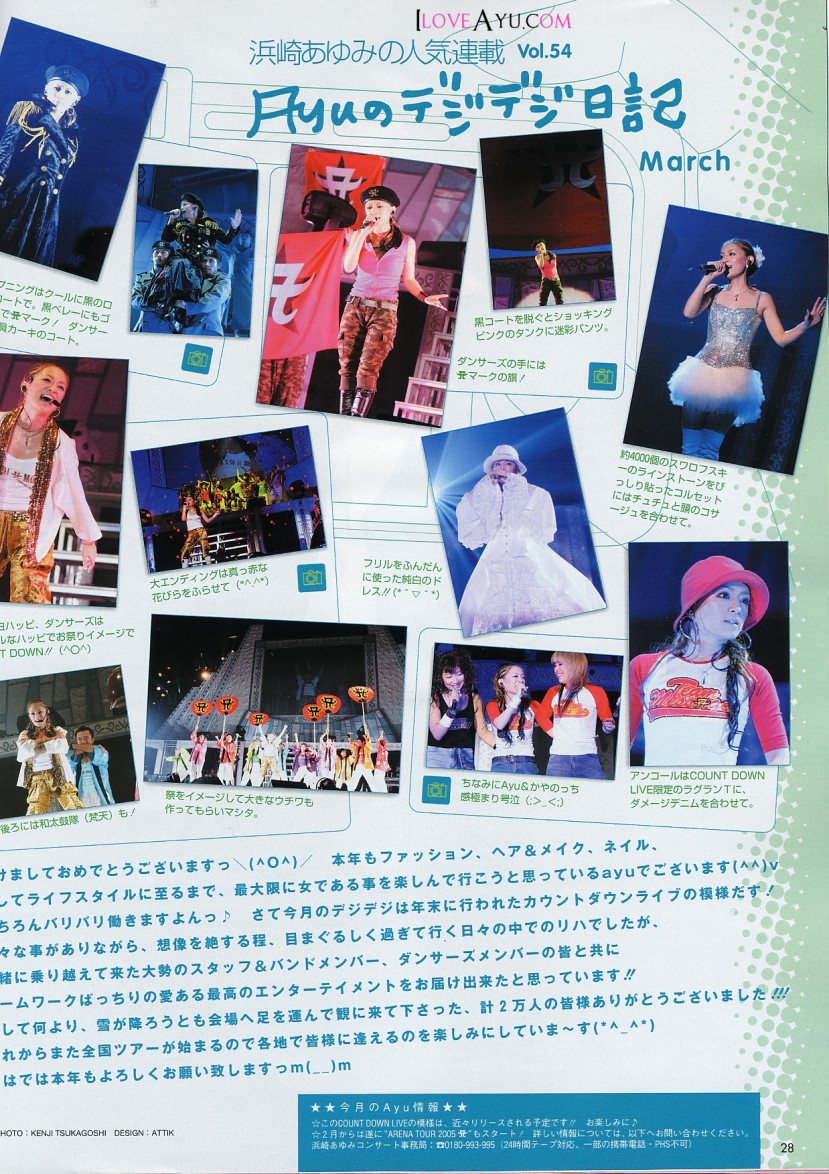 ILOVEAYU.COM
浜崎あゆみの人気連載 Vol.54
Ayuのデジデジ日記
March
プニングはクールに黒のロ
コートで。黒ベレーにもゴ
で マーク! ダンサー
胴カーキのコート。
黒コートを脱ぐとショッキング
ピンクのタンクに迷彩パンツ。
ダンサーズの手には
マークの旗!
約4000個のスワロフスキ
ーのラインストーンをび
っしり貼ったコルセット
にはチュチュと頭のコサ
ージュを合わせて。
大エンディングは真っ赤な
花びらをふらせて (*^.^*)
フリルをふんだん
に使った純白のド
レス!! (*¯▽¯*)
ハッピ、ダンサーズは
ルなハッピでお祭りイメージで
NT DOWN!! (^O^)
後ろには和太鼓隊(梵天)も!
祭をイメージして大きなウチワも
作ってもらいマシタ。
ちなみにAyu&かやのっち
感極まり号泣 (;>_<;)
Team
アンコールはCOUNT DOWN
LIVE限定のラグランTに、
ダメージデニムを合わせて。
けましておめでとうございますっ\(^O^)/ 本年もファッション、ヘア&メイク、ネイル、
してライフスタイルに至るまで、最大限に女である事を楽しんで行こうと思っているayuでございます(^^)v
ちろんバリバリ働きますよんっ♪ さて今月のデジデジは年末に行われたカウントダウンライブの模様だす!
々な事がありながら、想像を絶する程、目まぐるしく過ぎて行く日々の中でのリハでしたが、
緒に乗り越えて来た大勢のスタッフ&バンドメンバー、ダンサーズメンバーの皆と共に
ームワークばっちりの愛ある最高のエンターテイメントをお届け出来たと思っています!!
して何より、雪が降ろうとも会場へ足を運んで観に来て下さった、計2万人の皆様ありがとうございました!!!
れからまた全国ツアーが始まるので各地で皆様に逢えるのを楽しみにしていま〜す(*^_^*)
はでは本年もよろしくお願い致しますっm(__)m
HOTO:KENJI TSUKAGOSHI DESIGN:ATTIK
★★今月のAyu情報★★
☆このCOUNT DOWN LIVEの模様は、近々リリースされる予定です!! お楽しみに♪
☆2月からは遂に“ARENA TOUR 2005 ”もスタート! 詳しい情報については、以下へお問い合わせください。
浜崎あゆみコンサート事務局:☎0180-993-995(24時間テープ対応、一部の携帯電話・PHS不可)
28